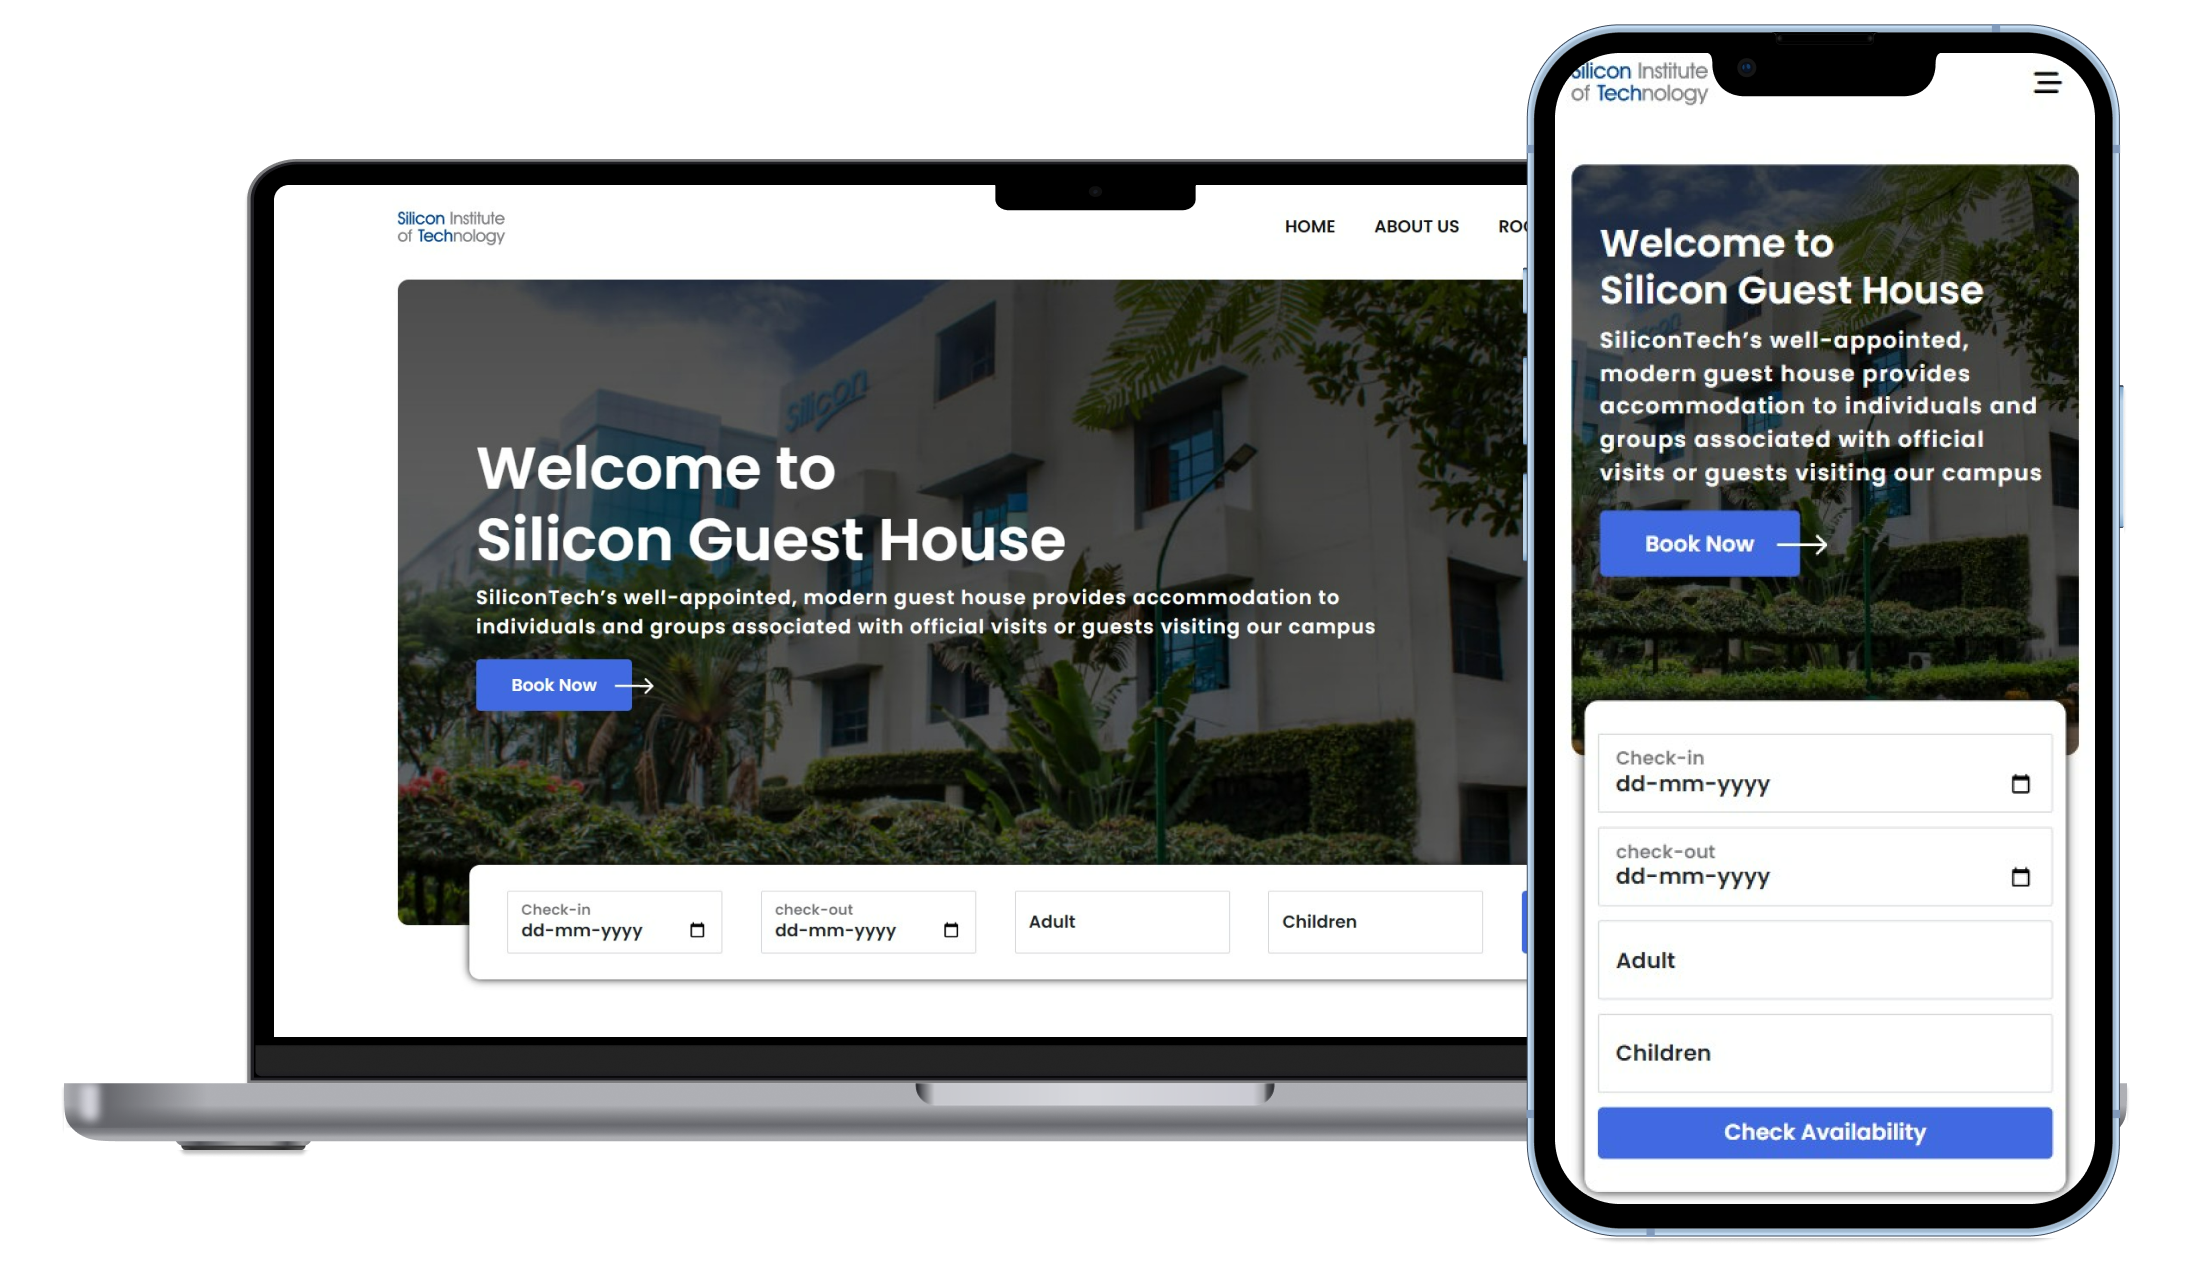 Silicon Institute
of Technology
HOME ABOUT US
Silicon
Welcome to
Silicon Guest House
SiliconTech's well-appointed, modern guest house provides accommodation to
individuals and groups associated with official visits or guests visiting our campus
Book Now
Check-in
dd-mm-yyyy
check-out
dd-mm-yyyy
Adult
Children
Silicon Institute
of Technology
Welcome to
Silicon Guest House
Silicon
SiliconTech's well-appointed,
modern guest house provides
accommodation to individuals and
groups associated with official
visits or guests visiting our campus
Book Now
Check-in
dd-mm-yyyy
check-out
dd-mm-yyyy
Adult
Children
Check Availability